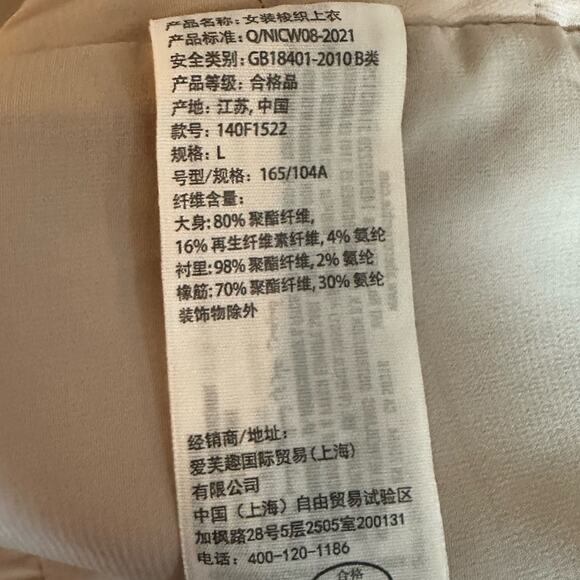 产品名称: 女装梭织上衣
产品标准: Q/NICW08-2021
安全类别: GB18401-2010 B类
产品等级: 合格品
产地: 江苏, 中国
款号: 140F1522
规格: L
号型/规格: 165/104A
纤维含量:
大身: 80% 聚酯纤维,
16% 再生纤维素纤维, 4% 氨纶
衬里: 98% 聚酯纤维, 2% 氨纶
橡筋: 70% 聚酯纤维, 30% 氨纶
装饰物除外
经销商/地址:
爱芙趣国际贸易(上海)
有限公司
中国(上海)自由贸易试验区
加枫路28号5层2505室200131
电话: 400-120-1186
合格